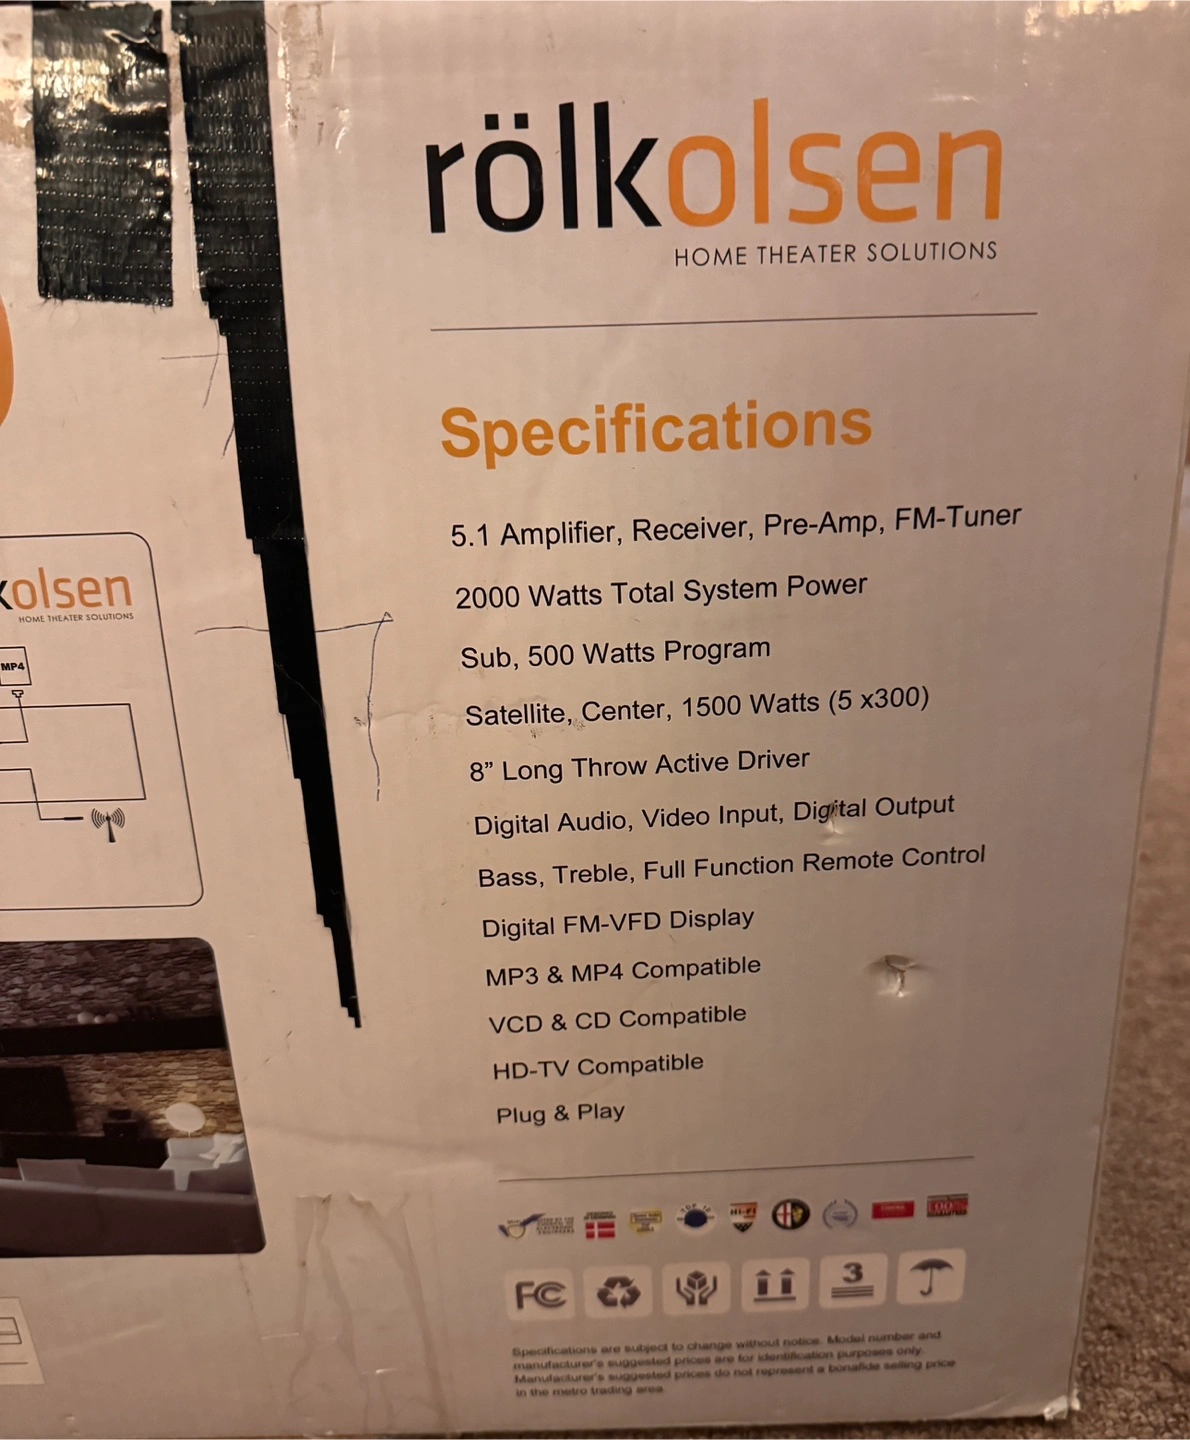 rölkolsen
HOME THEATER SOLUTIONS
Specifications
5.1 Amplifier, Receiver, Pre-Amp, FM-Tuner
2000 Watts Total System Power
Sub, 500 Watts Program
Satellite, Center, 1500 Watts (5 x300)
8” Long Throw Active Driver
Digital Audio, Video Input, Digital Output
Bass, Treble, Full Function Remote Control
Digital FM-VFD Display
MP3 & MP4 Compatible
VCD & CD Compatible
HD-TV Compatible
Plug & Play
HI-FI
FC
3
Specifications are subject to change without notice. Model number and
manufacturer's suggested prices are for identification purposes only.
Manufacturer's suggested prices do not represent a bonafide selling price
in the metro trading area.
kolsen
HOME THEATER SOLUTIONS
MP4